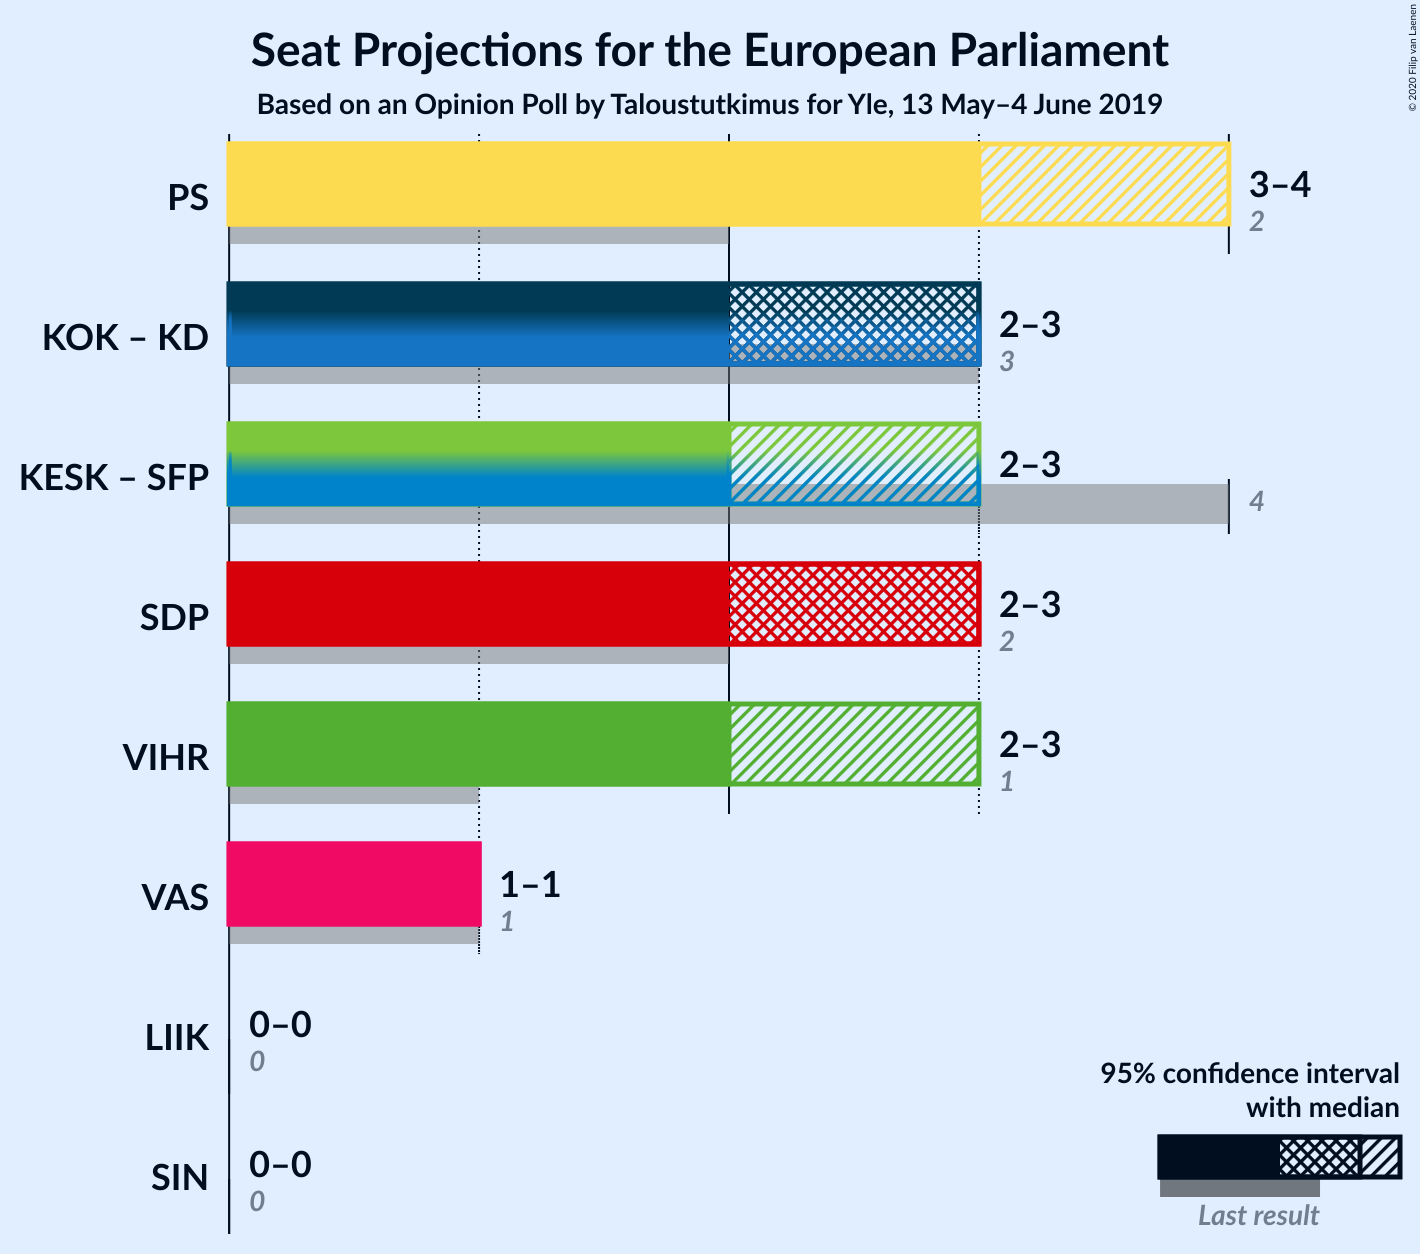 Seat Projections for the European Parliament
Based on an Opinion Poll by Taloustutkimus for Yle, 13 May–4 June 2019
© 2020 Filip van Laenen
PS
3–4
2
KOK – KD
2–3
3
KESK – SFP
2–3
4
SDP
2–3
2
VIHR
2–3
1
VAS
1–1
1
LIIK
0–0
0
SIN
0–0
0
95% confidence interval
with median
Last result